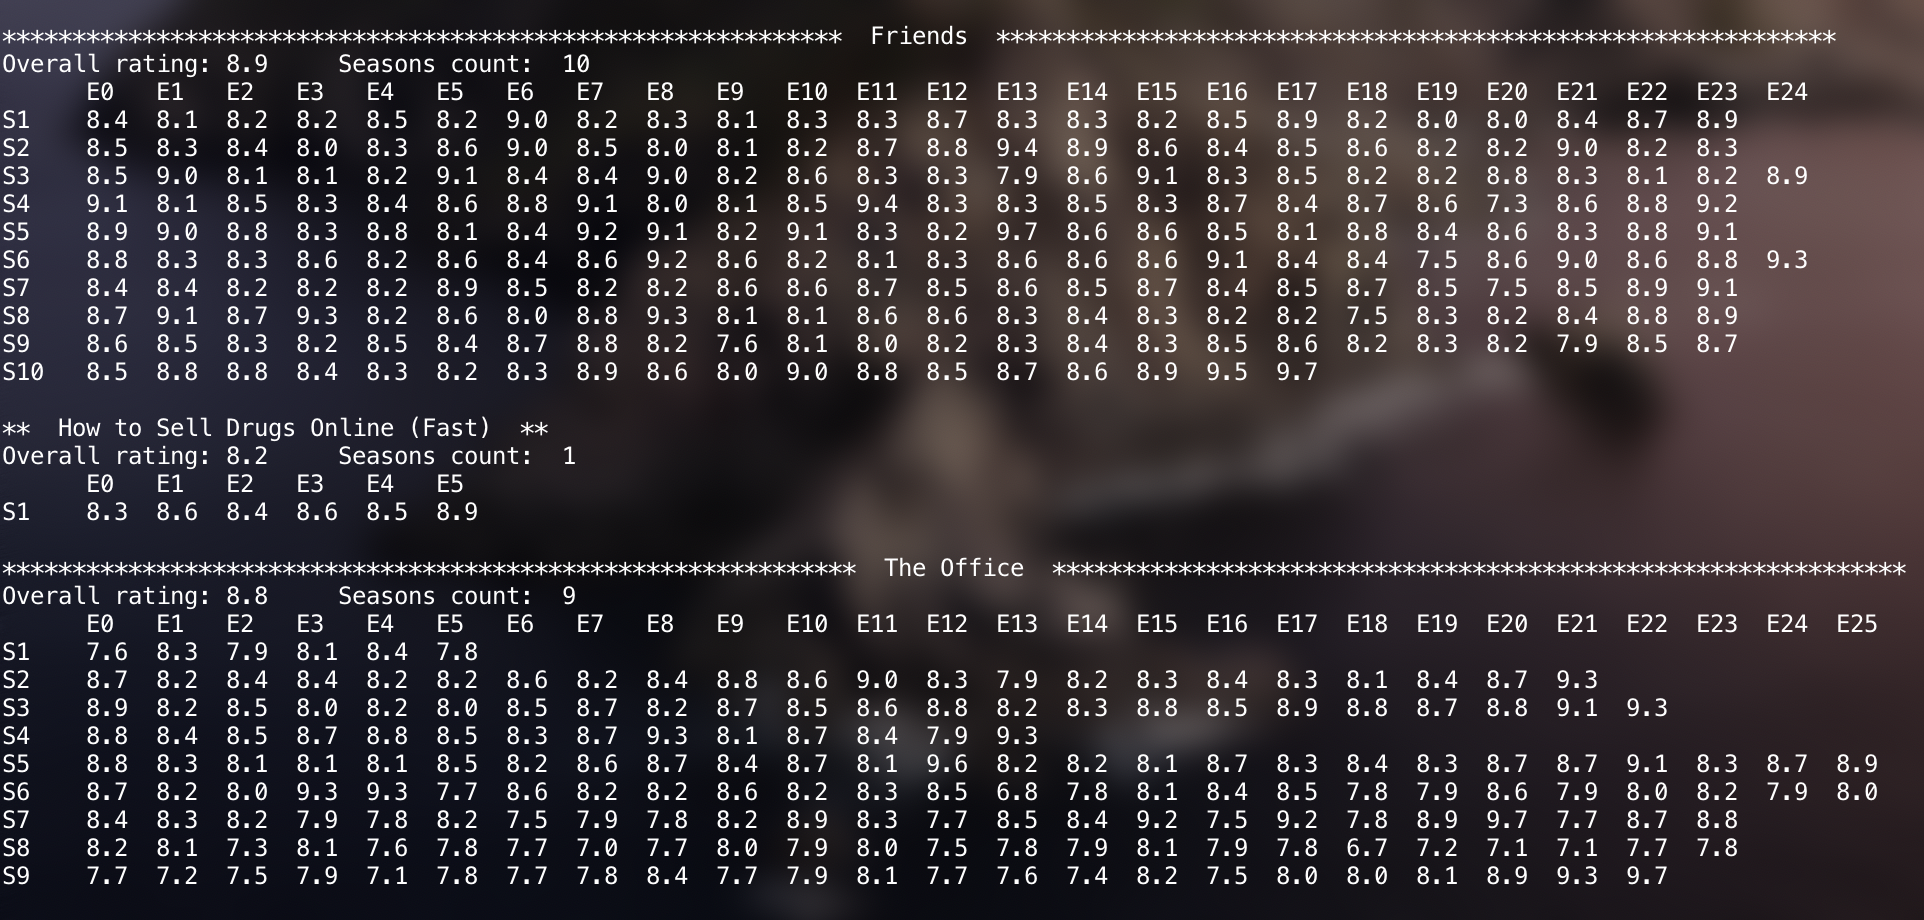 ************************************************************  Friends  ************************************************************
Overall rating: 8.9     Seasons count:  10
      E0   E1   E2   E3   E4   E5   E6   E7   E8   E9   E10  E11  E12  E13  E14  E15  E16  E17  E18  E19  E20  E21  E22  E23  E24
S1    8.4  8.1  8.2  8.2  8.5  8.2  9.0  8.2  8.3  8.1  8.3  8.3  8.7  8.3  8.3  8.2  8.5  8.9  8.2  8.0  8.0  8.4  8.7  8.9
S2    8.5  8.3  8.4  8.0  8.3  8.6  9.0  8.5  8.0  8.1  8.2  8.7  8.8  9.4  8.9  8.6  8.4  8.5  8.6  8.2  8.2  9.0  8.2  8.3
S3    8.5  9.0  8.1  8.1  8.2  9.1  8.4  8.4  9.0  8.2  8.6  8.3  8.3  7.9  8.6  9.1  8.3  8.5  8.2  8.2  8.8  8.3  8.1  8.2  8.9
S4    9.1  8.1  8.5  8.3  8.4  8.6  8.8  9.1  8.0  8.1  8.5  9.4  8.3  8.3  8.5  8.3  8.7  8.4  8.7  8.6  7.3  8.6  8.8  9.2
S5    8.9  9.0  8.8  8.3  8.8  8.1  8.4  9.2  9.1  8.2  9.1  8.3  8.2  9.7  8.6  8.6  8.5  8.1  8.8  8.4  8.6  8.3  8.8  9.1
S6    8.8  8.3  8.3  8.6  8.2  8.6  8.4  8.6  9.2  8.6  8.2  8.1  8.3  8.6  8.6  8.6  9.1  8.4  8.4  7.5  8.6  9.0  8.6  8.8  9.3
S7    8.4  8.4  8.2  8.2  8.2  8.9  8.5  8.2  8.2  8.6  8.6  8.7  8.5  8.6  8.5  8.7  8.4  8.5  8.7  8.5  7.5  8.5  8.9  9.1
S8    8.7  9.1  8.7  9.3  8.2  8.6  8.0  8.8  9.3  8.1  8.1  8.6  8.6  8.3  8.4  8.3  8.2  8.2  7.5  8.3  8.2  8.4  8.8  8.9
S9    8.6  8.5  8.3  8.2  8.5  8.4  8.7  8.8  8.2  7.6  8.1  8.0  8.2  8.3  8.4  8.3  8.5  8.6  8.2  8.3  8.2  7.9  8.5  8.7
S10   8.5  8.8  8.8  8.4  8.3  8.2  8.3  8.9  8.6  8.0  9.0  8.8  8.5  8.7  8.6  8.9  9.5  9.7
**  How to Sell Drugs Online (Fast)  **
Overall rating: 8.2     Seasons count:  1
      E0   E1   E2   E3   E4   E5
S1    8.3  8.6  8.4  8.6  8.5  8.9
*************************************************************  The Office  *************************************************************
Overall rating: 8.8     Seasons count:  9
      E0   E1   E2   E3   E4   E5   E6   E7   E8   E9   E10  E11  E12  E13  E14  E15  E16  E17  E18  E19  E20  E21  E22  E23  E24  E25
S1    7.6  8.3  7.9  8.1  8.4  7.8
S2    8.7  8.2  8.4  8.4  8.2  8.2  8.6  8.2  8.4  8.8  8.6  9.0  8.3  7.9  8.2  8.3  8.4  8.3  8.1  8.4  8.7  9.3
S3    8.9  8.2  8.5  8.0  8.2  8.0  8.5  8.7  8.2  8.7  8.5  8.6  8.8  8.2  8.3  8.8  8.5  8.9  8.8  8.7  8.8  9.1  9.3
S4    8.8  8.4  8.5  8.7  8.8  8.5  8.3  8.7  9.3  8.1  8.7  8.4  7.9  9.3
S5    8.8  8.3  8.1  8.1  8.1  8.5  8.2  8.6  8.7  8.4  8.7  8.1  9.6  8.2  8.2  8.1  8.7  8.3  8.4  8.3  8.7  8.7  9.1  8.3  8.7  8.9
S6    8.7  8.2  8.0  9.3  9.3  7.7  8.6  8.2  8.2  8.6  8.2  8.3  8.5  6.8  7.8  8.1  8.4  8.5  7.8  7.9  8.6  7.9  8.0  8.2  7.9  8.0
S7    8.4  8.3  8.2  7.9  7.8  8.2  7.5  7.9  7.8  8.2  8.9  8.3  7.7  8.5  8.4  9.2  7.5  9.2  7.8  8.9  9.7  7.7  8.7  8.8
S8    8.2  8.1  7.3  8.1  7.6  7.8  7.7  7.0  7.7  8.0  7.9  8.0  7.5  7.8  7.9  8.1  7.9  7.8  6.7  7.2  7.1  7.1  7.7  7.8
S9    7.7  7.2  7.5  7.9  7.1  7.8  7.7  7.8  8.4  7.7  7.9  8.1  7.7  7.6  7.4  8.2  7.5  8.0  8.0  8.1  8.9  9.3  9.7